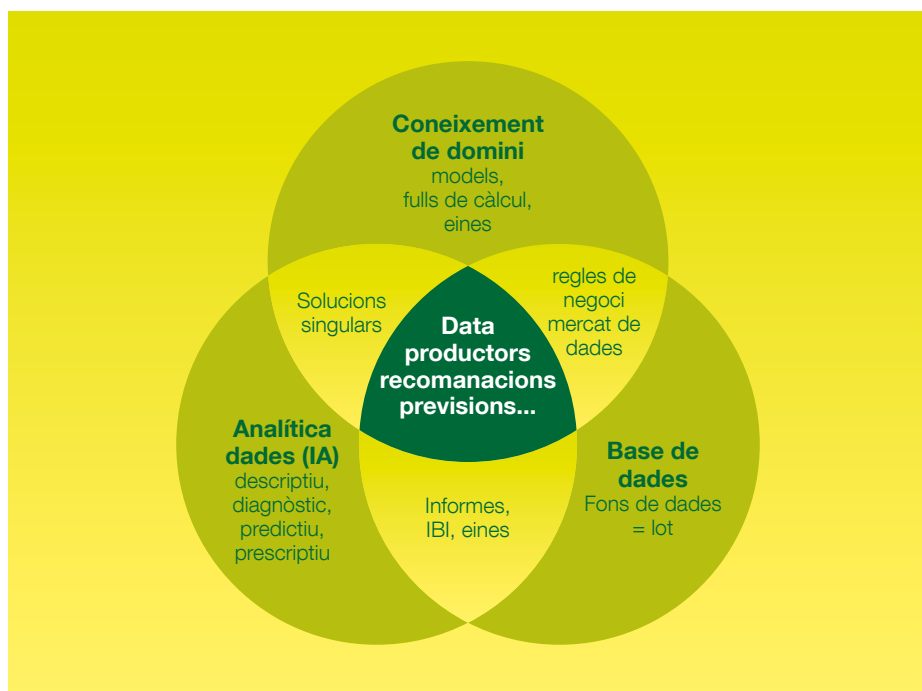 Coneixement
de domini
models,
fulls de càlcul,
eines
Solucions
singulars
regles de
negoci
mercat de
dades
Data
productors
recomanacions
previsions...
Analítica
dades (IA)
descriptiu,
diagnòstic,
predictiu,
prescriptiu
Informes,
IBI, eines
Base de
dades
Fons de dades
= lot